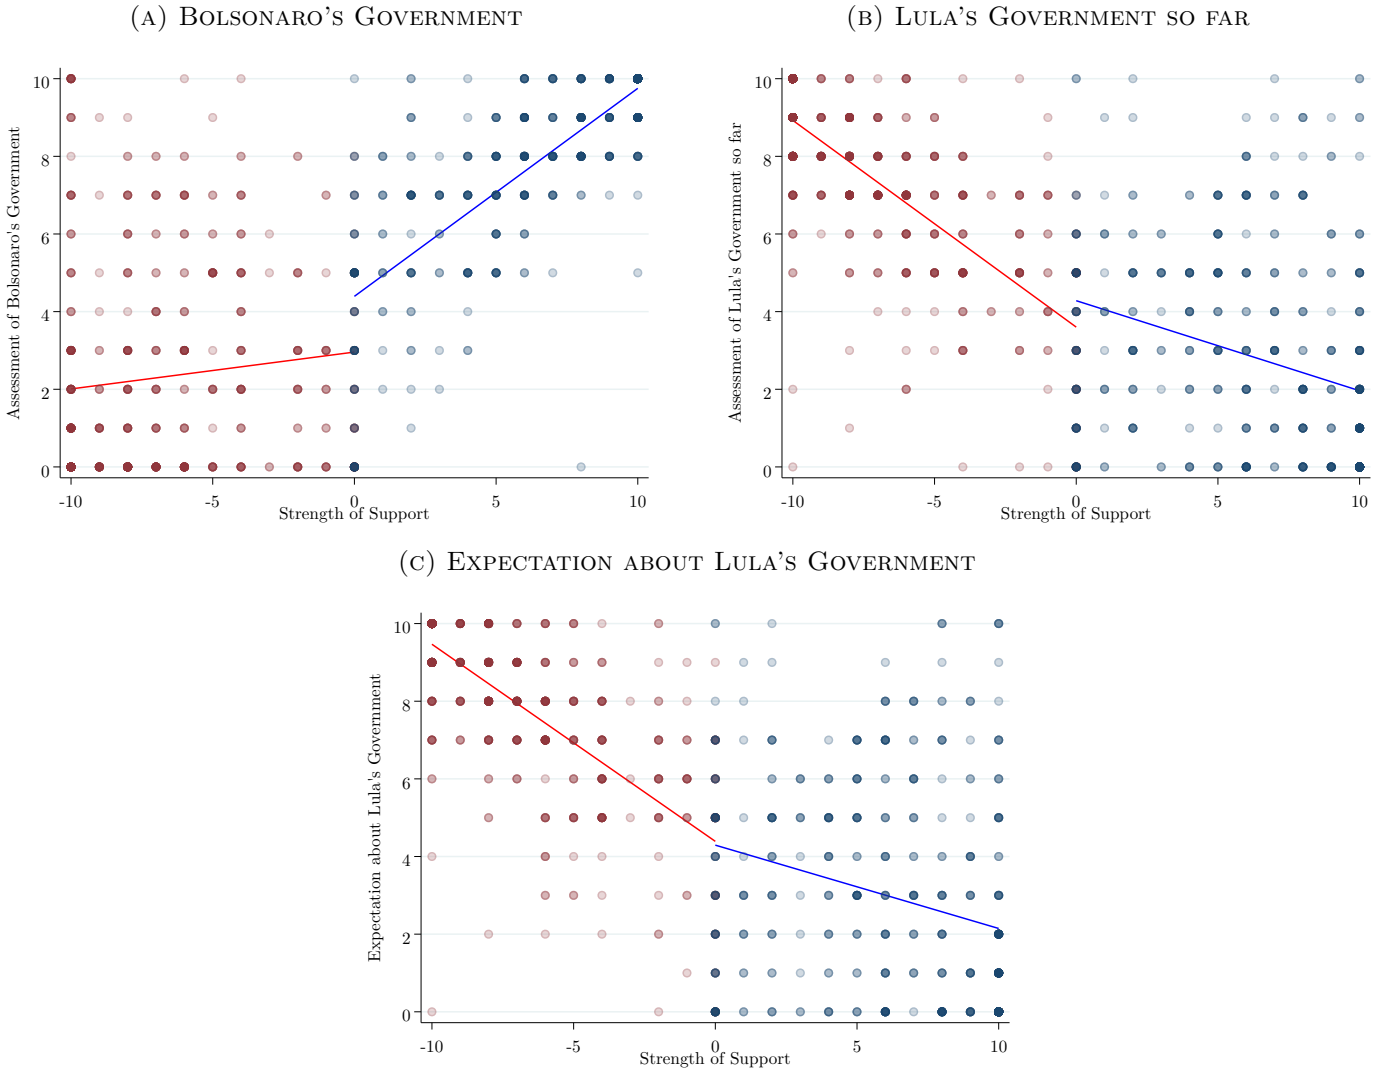 (A) Bolsonaro's Government
Assessment of Bolsonaro's Government
10
8
6
4
2
0
-10 -5 0 5 10
Strength of Support
(B) Lula's Government so far
Assessment of Lula's Government so far
10
8
6
4
2
0
-10 -5 0 5 10
Strength of Support
(C) Expectation about Lula's Government
Expectation about Lula's Government
10
8
6
4
2
0
-10 -5 0 5 10
Strength of Support